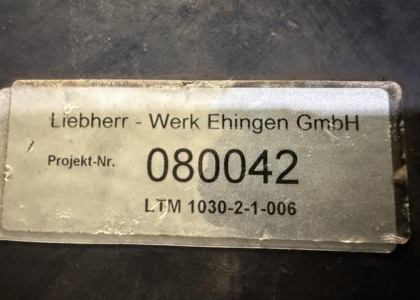 Liebherr - Werk Ehingen GmbH
Projekt-Nr. 080042
LTM 1030-2-1-006